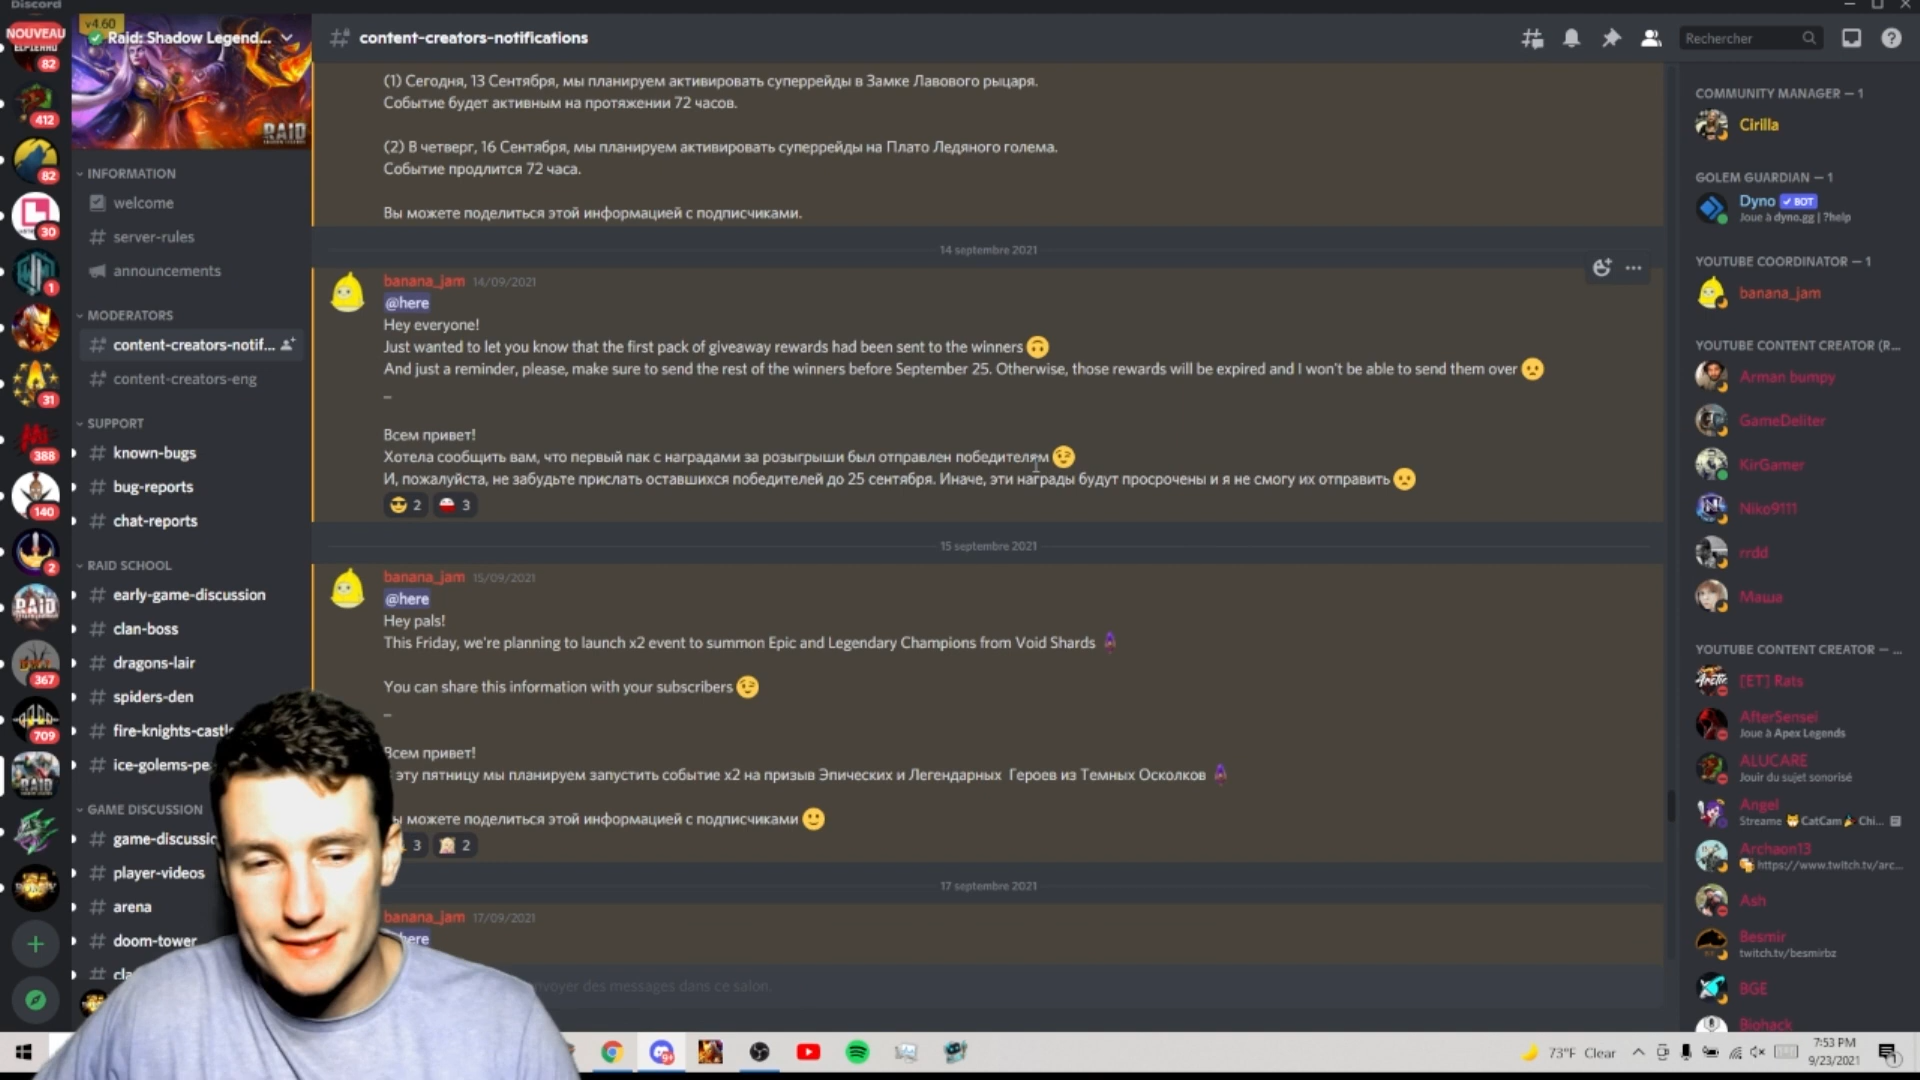 Discord
NOUVEAU
82
412
82
30
1
31
388
140
2
367
709
v4.60
Raid: Shadow Legend...
RAID
INFORMATION
welcome
server-rules
announcements
MODERATORS
content-creators-notif...
content-creators-eng
SUPPORT
known-bugs
bug-reports
chat-reports
RAID SCHOOL
early-game-discussion
clan-boss
dragons-lair
spiders-den
fire-knights-castle
ice-golems-pe
GAME DISCUSSION
game-discussio
player-videos
arena
doom-tower
cla
content-creators-notifications
Rechercher
(1) Сегодня, 13 Сентября, мы планируем активировать суперрейды в Замке Лавового рыцаря.
Событие будет активным на протяжении 72 часов.
(2) В четверг, 16 Сентября, мы планируем активировать суперрейды на Плато Ледяного голема.
Событие продлится 72 часа.
Вы можете поделиться этой информацией с подписчиками.
14 septembre 2021
banana_jam 14/09/2021
@here
Hey everyone!
Just wanted to let you know that the first pack of giveaway rewards had been sent to the winners 🙃
And just a reminder, please, make sure to send the rest of the winners before September 25. Otherwise, those rewards will be expired and I won't be able to send them over 🙁
–
Всем привет!
Хотела сообщить вам, что первый пак с наградами за розыгрыши был отправлен победителям 😉
И, пожалуйста, не забудьте прислать оставшихся победителей до 25 сентября. Иначе, эти награды будут просрочены и я не смогу их отправить 🙁
😎 2 3
15 septembre 2021
banana_jam 15/09/2021
@here
Hey pals!
This Friday, we're planning to launch x2 event to summon Epic and Legendary Champions from Void Shards
You can share this information with your subscribers 😉
–
Всем привет!
эту пятницу мы планируем запустить событие x2 на призыв Эпических и Легендарных Героев из Темных Осколков
ы можете поделиться этой информацией с подписчиками 🙂
3 2
17 septembre 2021
banana_jam 17/09/2021
here
nvoyer des messages dans ce salon.
COMMUNITY MANAGER — 1
Cirilla
GOLEM GUARDIAN — 1
Dyno ✓ BOT
Joue à dyno.gg | ?help
YOUTUBE COORDINATOR — 1
banana_jam
YOUTUBE CONTENT CREATOR (R...
Arman bumpy
GameDeliter
KirGamer
Niko9111
rrdd
Маша
YOUTUBE CONTENT CREATOR — ...
[ET] Rats
AfterSensei
Joue à Apex Legends
ALUCARE
Jouir du sujet sonorisé
Angel
Streame 🐱CatCam🎉Chi...
Archaon13
https://www.twitch.tv/arc...
Ash
Besmir
twitch.tv/besmirbz
BGE
Biohack
73°F Clear
7:53 PM
9/23/2021